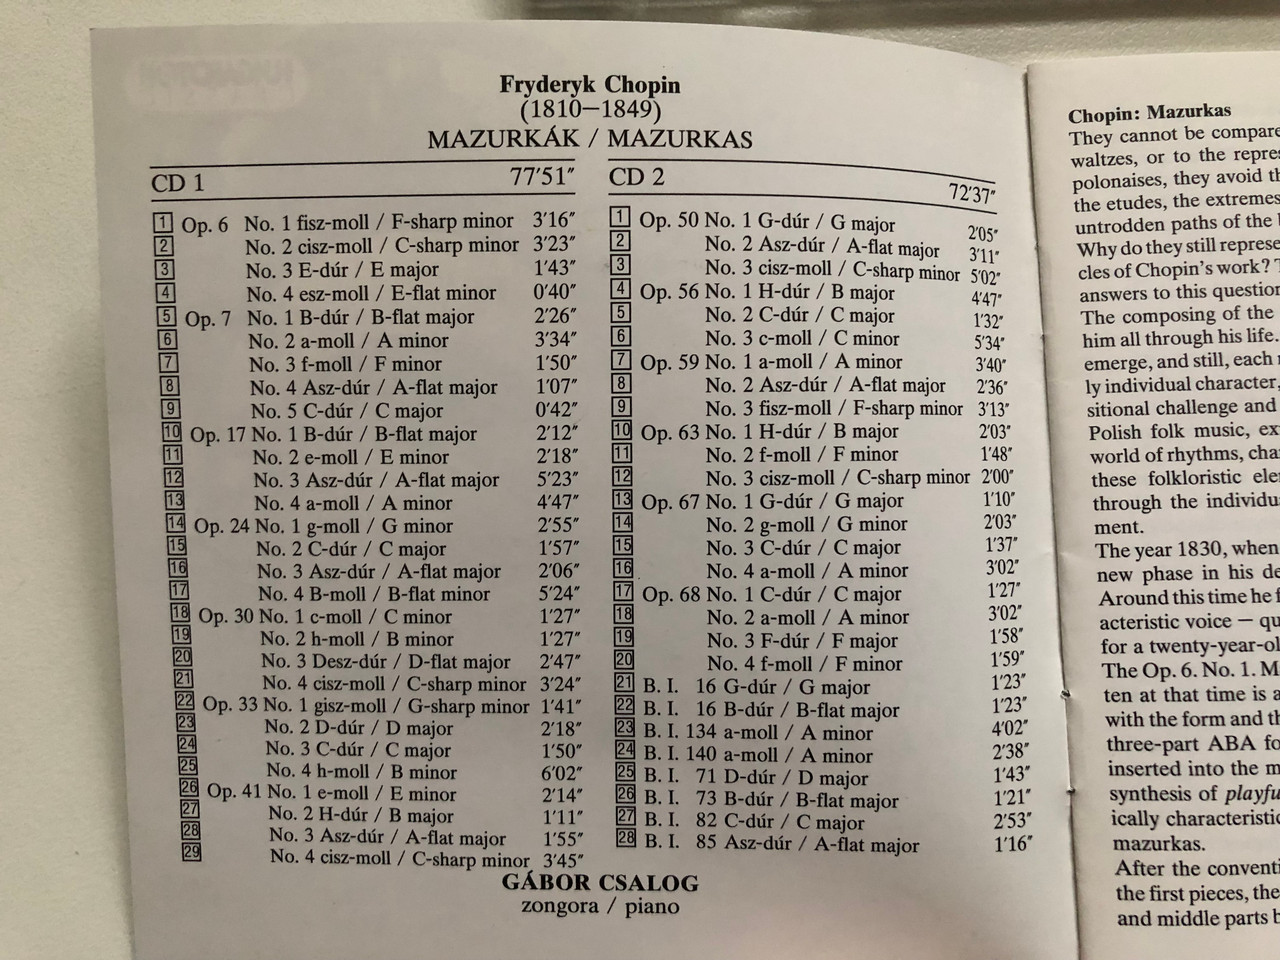 Fryderyk Chopin
(1810—1849)
MAZURKÁK / MAZURKAS
CD 1 77′51″
1 Op. 6 No. 1 fisz-moll / F-sharp minor 3′16″
2 No. 2 cisz-moll / C-sharp minor 3′23″
3 No. 3 E-dúr / E major 1′43″
4 No. 4 esz-moll / E-flat minor 0′40″
5 Op. 7 No. 1 B-dúr / B-flat major 2′26″
6 No. 2 a-moll / A minor 3′34″
7 No. 3 f-moll / F minor 1′50″
8 No. 4 Asz-dúr / A-flat major 1′07″
9 No. 5 C-dúr / C major 0′42″
10 Op. 17 No. 1 B-dúr / B-flat major 2′12″
11 No. 2 e-moll / E minor 2′18″
12 No. 3 Asz-dúr / A-flat major 5′23″
13 No. 4 a-moll / A minor 4′47″
14 Op. 24 No. 1 g-moll / G minor 2′55″
15 No. 2 C-dúr / C major 1′57″
16 No. 3 Asz-dúr / A-flat major 2′06″
17 No. 4 B-moll / B-flat minor 5′24″
18 Op. 30 No. 1 c-moll / C minor 1′27″
19 No. 2 h-moll / B minor 1′27″
20 No. 3 Desz-dúr / D-flat major 2′47″
21 No. 4 cisz-moll / C-sharp minor 3′24″
22 Op. 33 No. 1 gisz-moll / G-sharp minor 1′41″
23 No. 2 D-dúr / D major 2′18″
24 No. 3 C-dúr / C major 1′50″
25 No. 4 h-moll / B minor 6′02″
26 Op. 41 No. 1 e-moll / E minor 2′14″
27 No. 2 H-dúr / B major 1′11″
28 No. 3 Asz-dúr / A-flat major 1′55″
29 No. 4 cisz-moll / C-sharp minor 3′45″
CD 2 72′37″
1 Op. 50 No. 1 G-dúr / G major 2′05″
2 No. 2 Asz-dúr / A-flat major 3′11″
3 No. 3 cisz-moll / C-sharp minor 5′02″
4 Op. 56 No. 1 H-dúr / B major 4′47″
5 No. 2 C-dúr / C major 1′32″
6 No. 3 c-moll / C minor 5′34″
7 Op. 59 No. 1 a-moll / A minor 3′40″
8 No. 2 Asz-dúr / A-flat major 2′36″
9 No. 3 fisz-moll / F-sharp minor 3′13″
10 Op. 63 No. 1 H-dúr / B major 2′03″
11 No. 2 f-moll / F minor 1′48″
12 No. 3 cisz-moll / C-sharp minor 2′00″
13 Op. 67 No. 1 G-dúr / G major 1′10″
14 No. 2 g-moll / G minor 2′03″
15 No. 3 C-dúr / C major 1′37″
16 No. 4 a-moll / A minor 3′02″
17 Op. 68 No. 1 C-dúr / C major 1′27″
18 No. 2 a-moll / A minor 3′02″
19 No. 3 F-dúr / F major 1′58″
20 No. 4 f-moll / F minor 1′59″
21 B. I. 16 G-dúr / G major 1′23″
22 B. I. 16 B-dúr / B-flat major 1′23″
23 B. I. 134 a-moll / A minor 4′02″
24 B. I. 140 a-moll / A minor 2′38″
25 B. I. 71 D-dúr / D major 1′43″
26 B. I. 73 B-dúr / B-flat major 1′21″
27 B. I. 82 C-dúr / C major 2′53″
28 B. I. 85 Asz-dúr / A-flat major 1′16″
GÁBOR CSALOG
zongora / piano
Chopin: Mazurkas
They cannot be compare
waltzes, or to the repre
polonaises, they avoid th
the etudes, the extremes
untrodden paths of the
Why do they still represe
cles of Chopin's work?
answers to this question
The composing of the
him all through his life.
emerge, and still, each
ly individual character,
sitional challenge and
Polish folk music, ex
world of rhythms, cha
these folkloristic ele
through the individu
ment.
The year 1830, when
new phase in his de
Around this time he f
acteristic voice — qu
for a twenty-year-ol
The Op. 6. No. 1. M
ten at that time is a
with the form and th
three-part ABA fo
inserted into the m
synthesis of playfu
ically characteristic
mazurkas.
After the conventi
the first pieces, the
and middle parts b